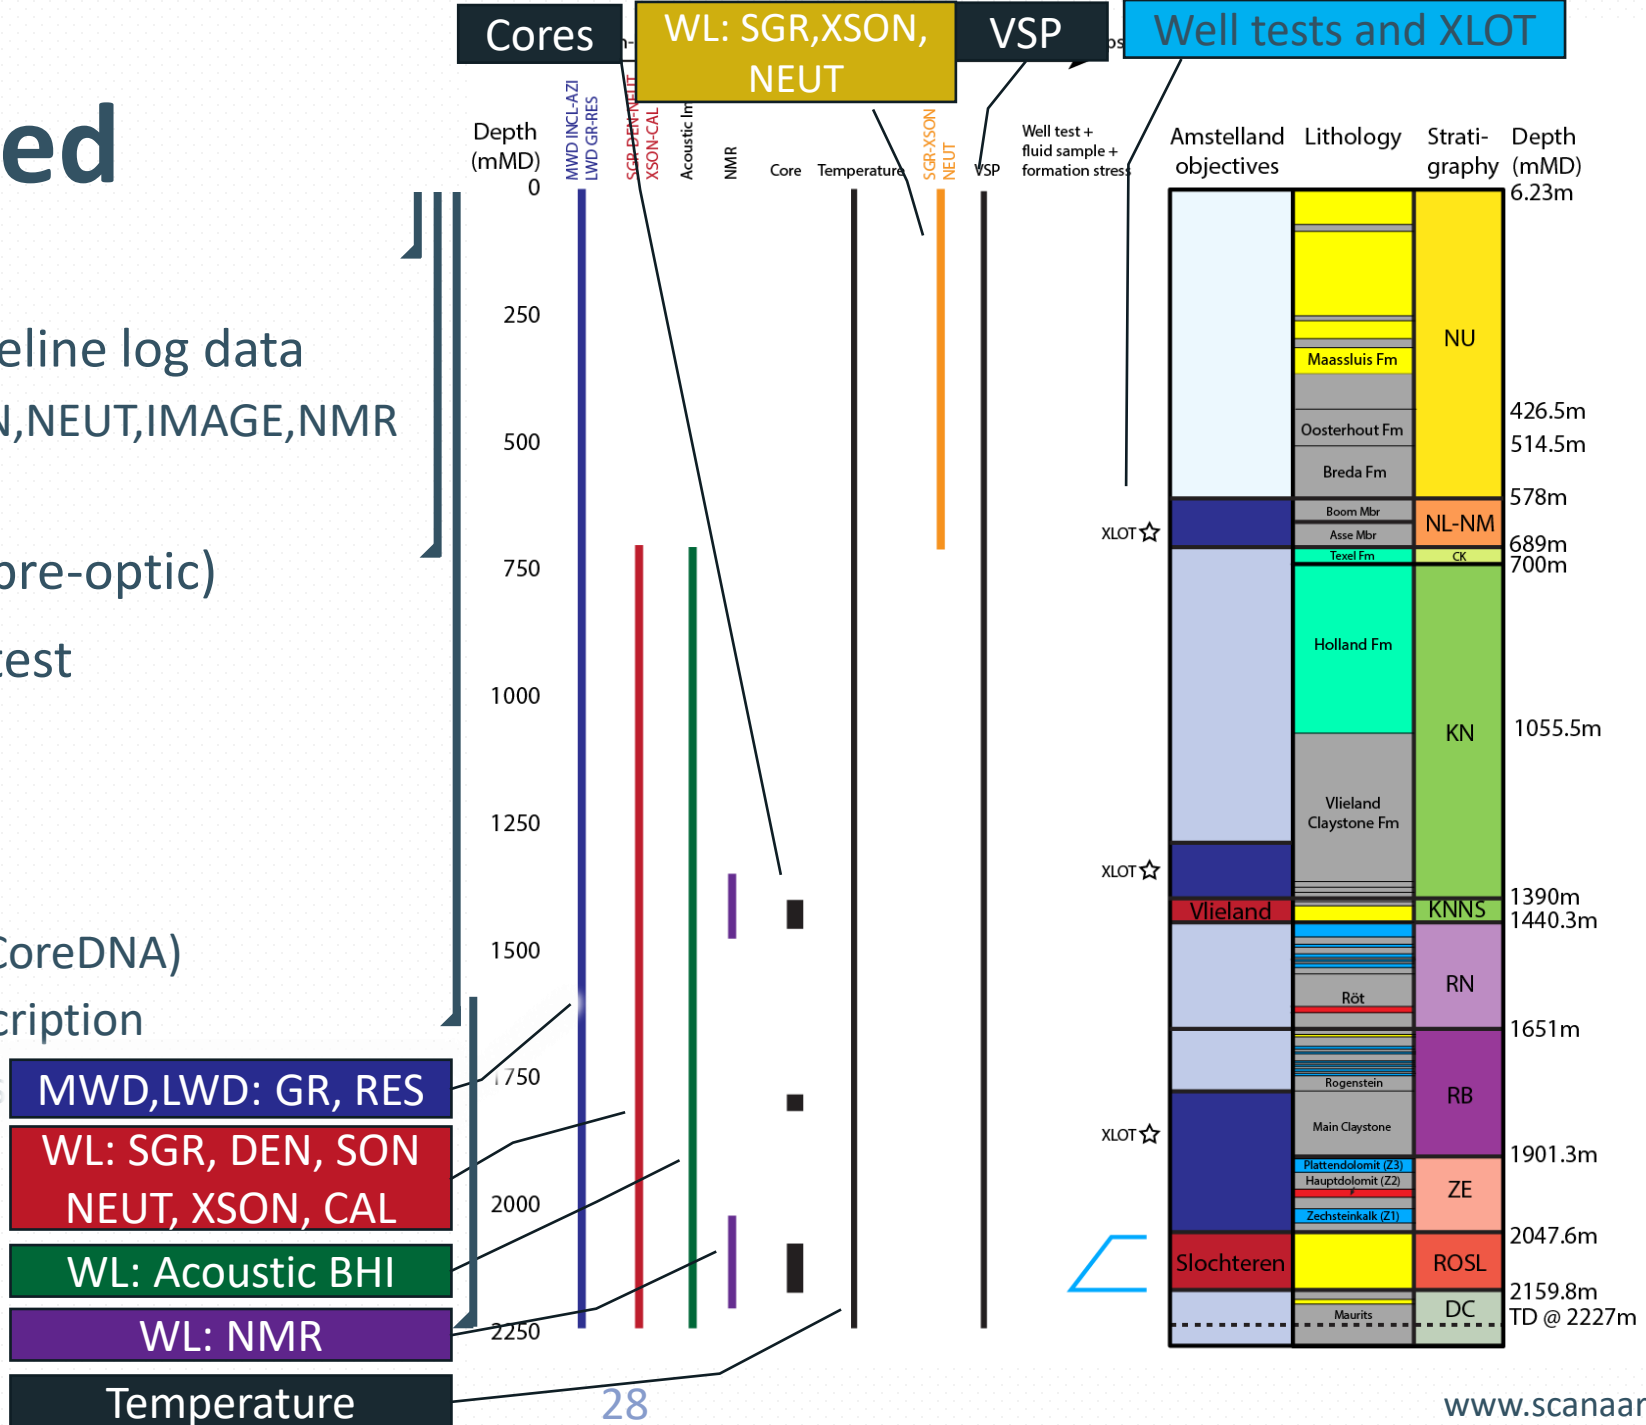 Cores
WL: SGR,XSON,
NEUT
VSP
Well tests and XLOT
ed
eline log data
N,NEUT,IMAGE,NMR
bre-optic)
test
CoreDNA)
cription
MWD,LWD: GR, RES
WL: SGR, DEN, SON
NEUT, XSON, CAL
WL: Acoustic BHI
WL: NMR
Temperature
Depth
(mMD)
0
250
500
750
1000
1250
1500
1750
2000
2250
MWD INCL-AZI
LWD GR-RES
SGR-DEN-NEUT
XSON-CAL
Acoustic Im
NMR
Core
Temperature
SGR-XSON
NEUT
VSP
Well test +
fluid sample +
formation stress
XLOT
XLOT
XLOT
Amstelland
objectives
Vlieland
Slochteren
Lithology
Maassluis Fm
Oosterhout Fm
Breda Fm
Boom Mbr
Asse Mbr
Texel Fm
Holland Fm
Vlieland
Claystone Fm
Röt
Rogenstein
Main Claystone
Plattendolomit (Z3)
Hauptdolomit (Z2)
Zechsteinkalk (Z1)
Maurits
Strati-
graphy
NU
NL-NM
CK
KN
KNNS
RN
RB
ZE
ROSL
DC
Depth
(mMD)
6.23m
426.5m
514.5m
578m
689m
700m
1055.5m
1390m
1440.3m
1651m
1901.3m
2047.6m
2159.8m
TD @ 2227m
28
www.scanaar